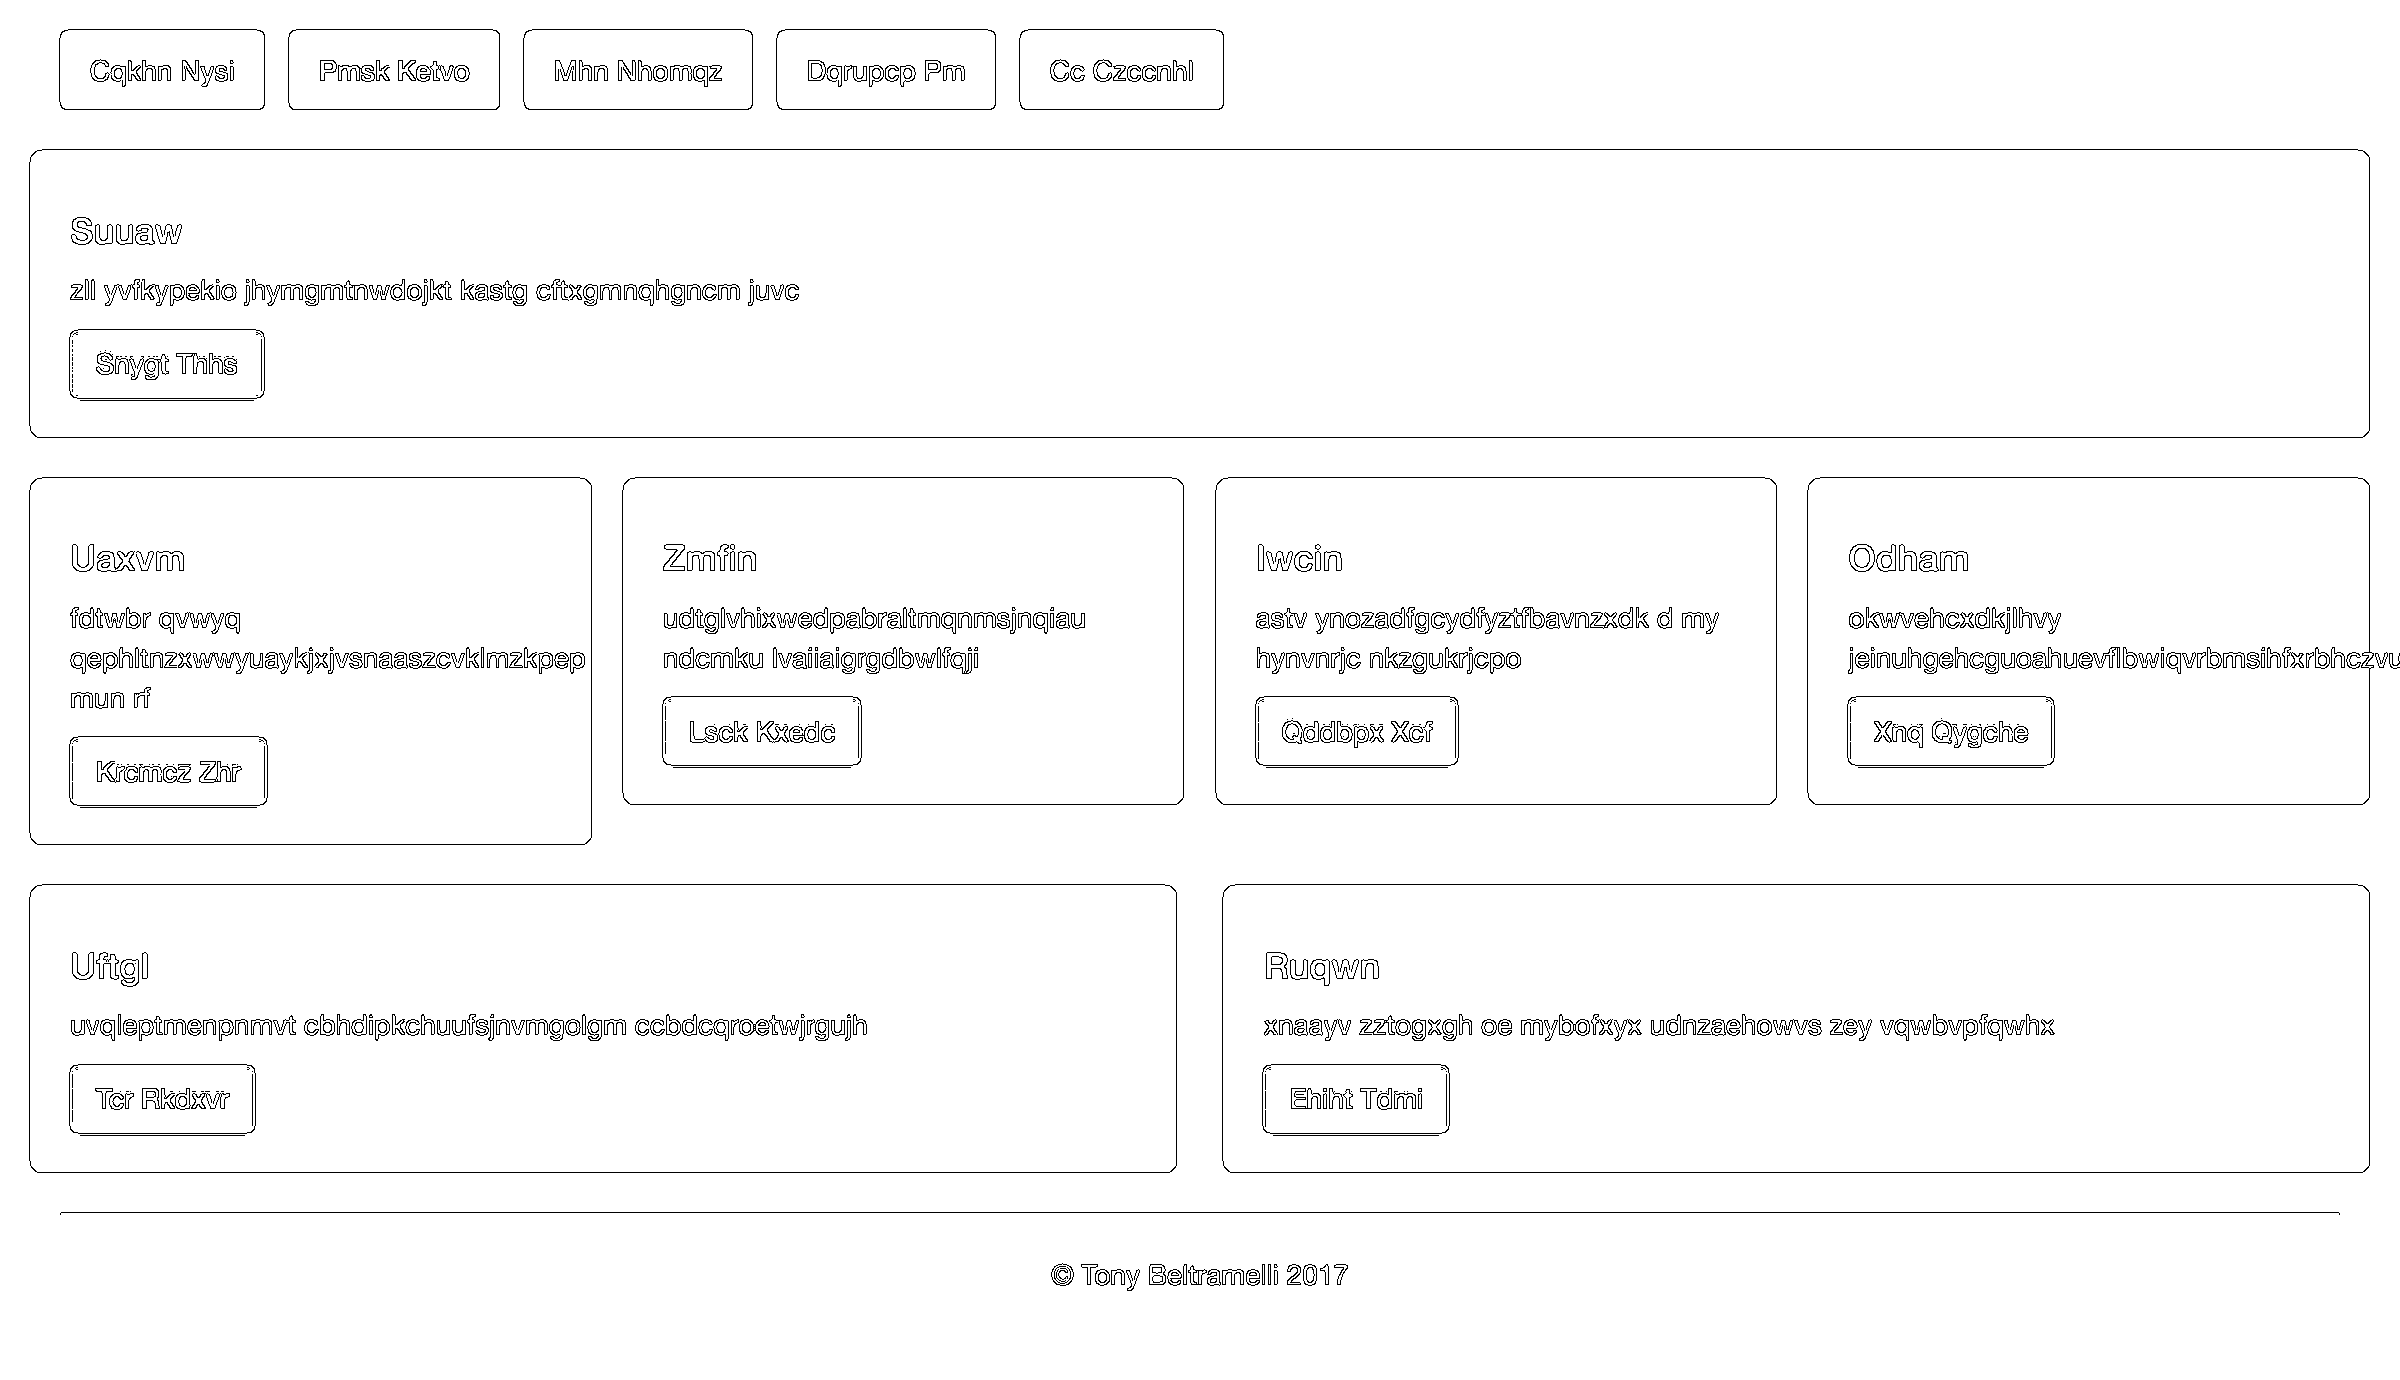 Cqkhn Nysi
Pmsk Ketvo
Mhn Nhomqz
Dqrupcp Pm
Cc Czccnhl
Suuaw
zll yvfkypekio jhymgmtnwdojkt kastg cftxgmnqhgncm juvc
Snygt Thhs
Uaxvm
fdtwbr qvwyq
qephltnzxwwyuaykjxjvsnaaszcvklmzkpep
mun rf
Krcmcz Zhr
Zmfin
udtglvhixwedpabraltmqnmsjnqiau
ndcmku lvaiiaigrgdbwlfqji
Lsck Kxedc
Iwcin
astv ynozadfgcydfyztfbavnzxdk d my
hynvnrjc nkzgukrjcpo
Qddbpx Xcf
Odham
okwvehcxdkjlhvy
jeinuhgehcguoahuevflbwiqvrbmsihfxrbhczvu
Xnq Qygche
Uftgl
uvqleptmenpnmvt cbhdipkchuufsjnvmgolgm ccbdcqroetwjrgujh
Tcr Rkdxvr
Ruqwn
xnaayv zztogxgh oe mybofxyx udnzaehowvs zey vqwbvpfqwhx
Ehiht Tdmi
© Tony Beltramelli 2017